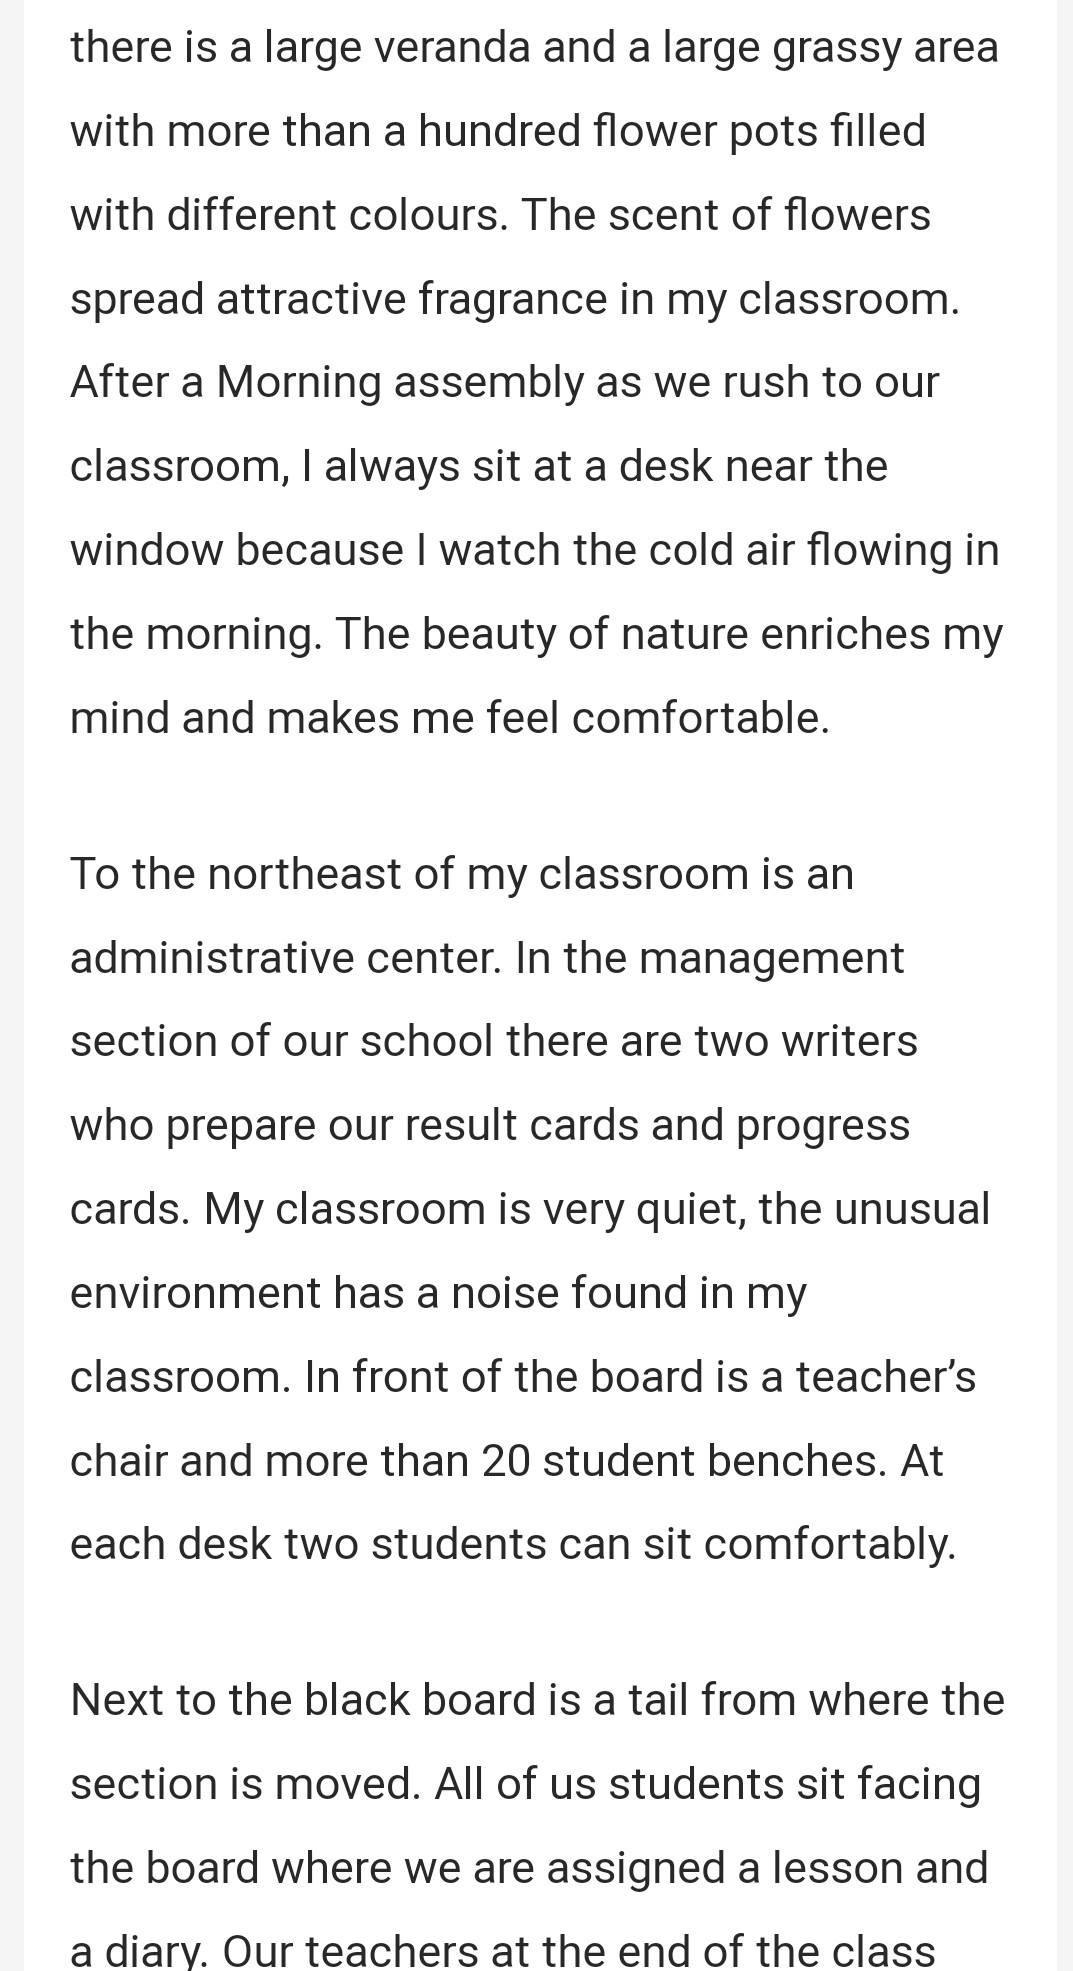 there is a large veranda and a large grassy area
with more than a hundred flower pots filled
with different colours. The scent of flowers
spread attractive fragrance in my classroom.
After a Morning assembly as we rush to our
classroom, I always sit at a desk near the
window because I watch the cold air flowing in
the morning. The beauty of nature enriches my
mind and makes me feel comfortable.
To the northeast of my classroom is an
administrative center. In the management
section of our school there are two writers
who prepare our result cards and progress
cards. My classroom is very quiet, the unusual
environment has a noise found in my
classroom. In front of the board is a teacher’s
chair and more than 20 student benches. At
each desk two students can sit comfortably.
Next to the black board is a tail from where the
section is moved. All of us students sit facing
the board where we are assigned a lesson and
a diary. Our teachers at the end of the class